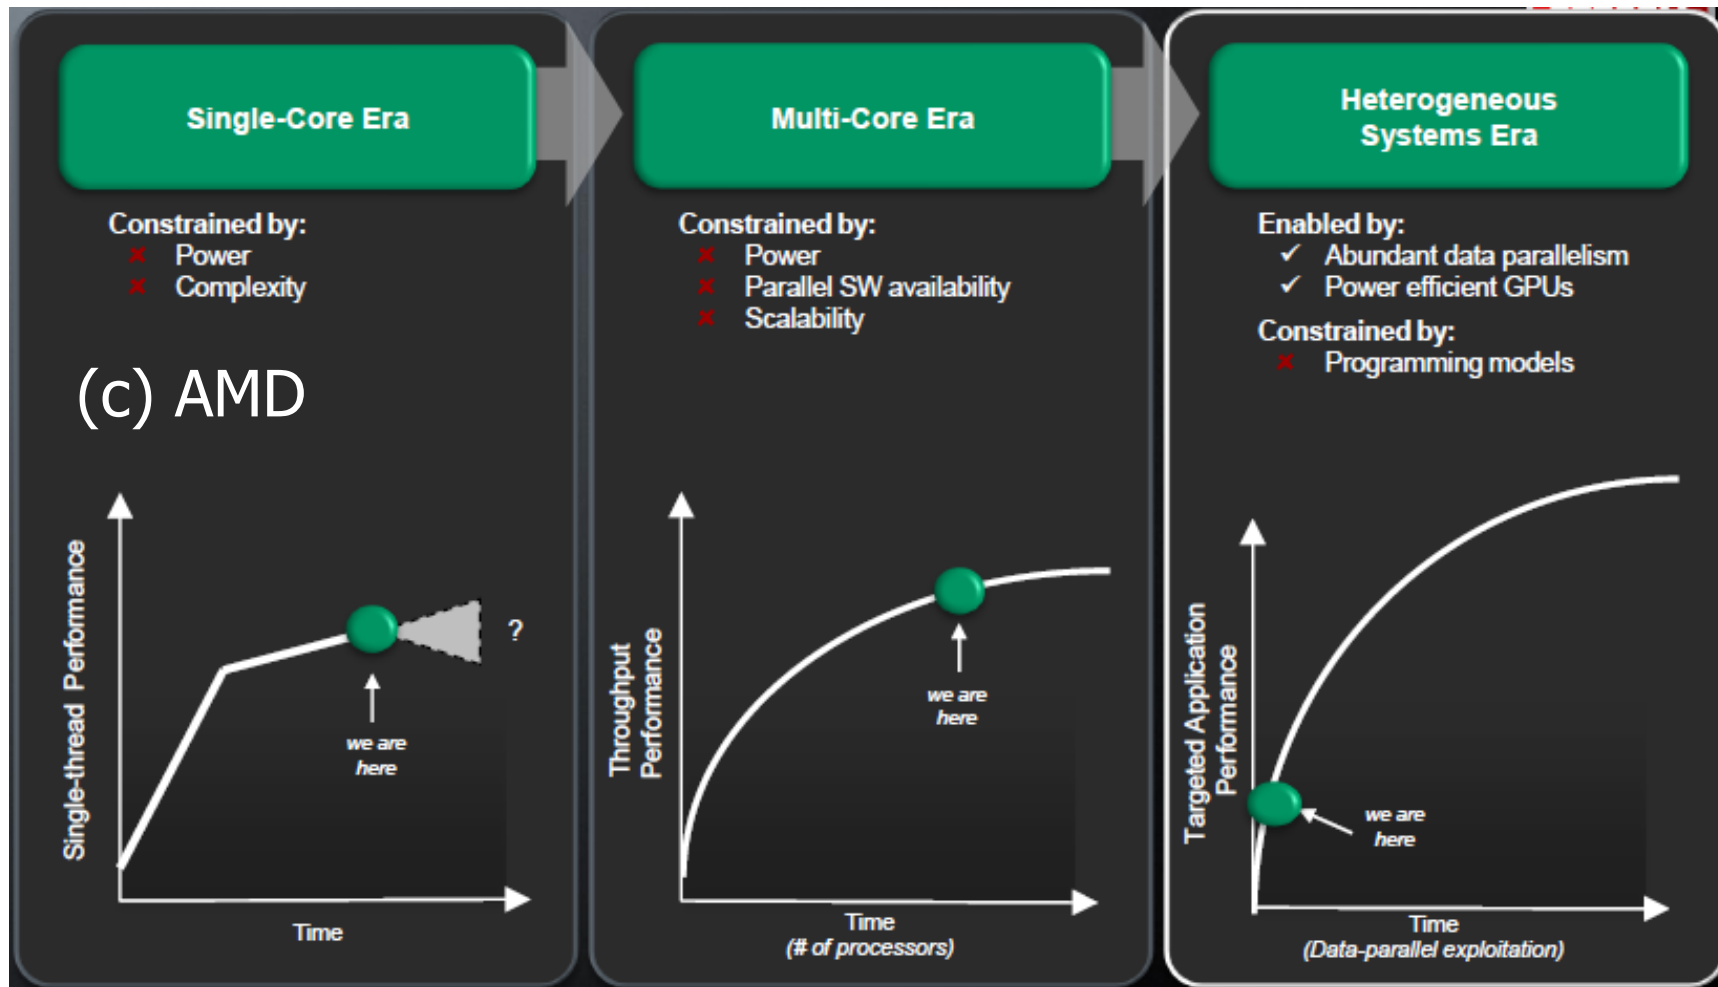 Single-Core Era
Constrained by:
Power
Complexity
(c) AMD
Single-thread Performance
?
we are
here
Time
Multi-Core Era
Constrained by:
Power
Parallel SW availability
Scalability
Throughput
Performance
we are
here
Time
(# of processors)
Heterogeneous
Systems Era
Enabled by:
Abundant data parallelism
Power efficient GPUs
Constrained by:
Programming models
Targeted Application
Performance
we are
here
Time
(Data-parallel exploitation)